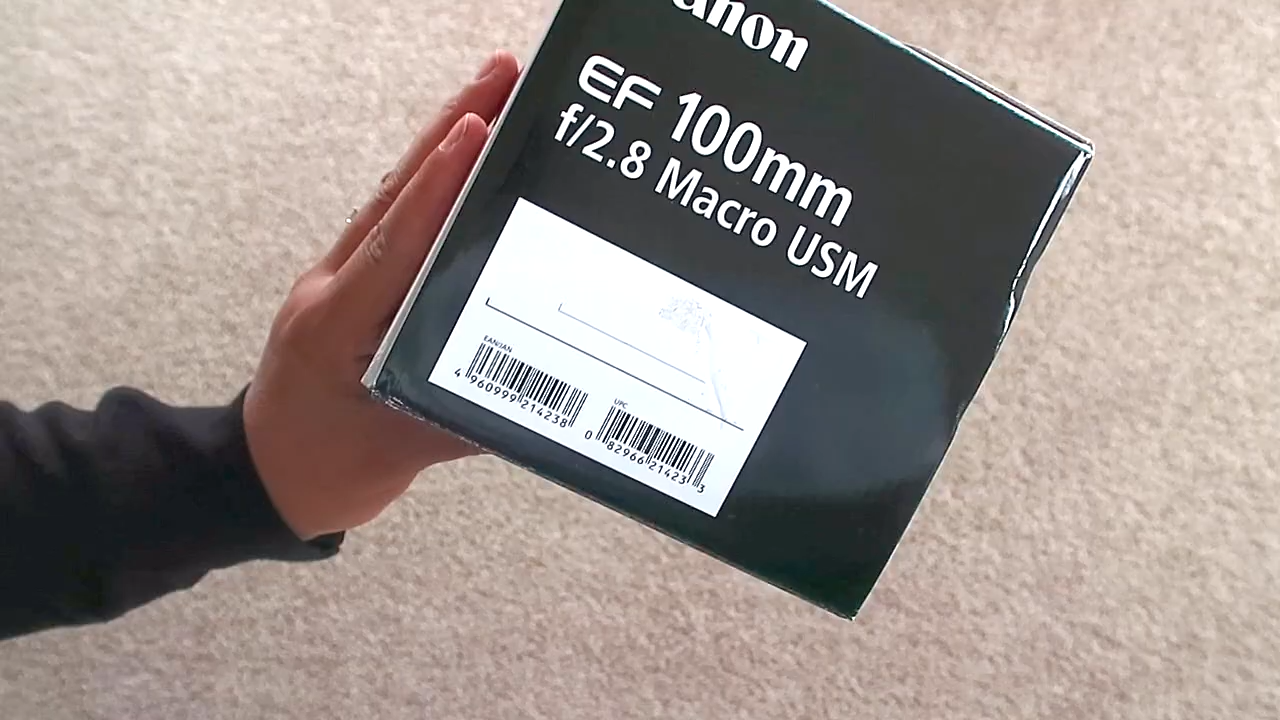 anon
EF 100mm
f/2.8 Macro USM
EAN/JAN
4 960999 214238
UPC
0 82966 21423 3